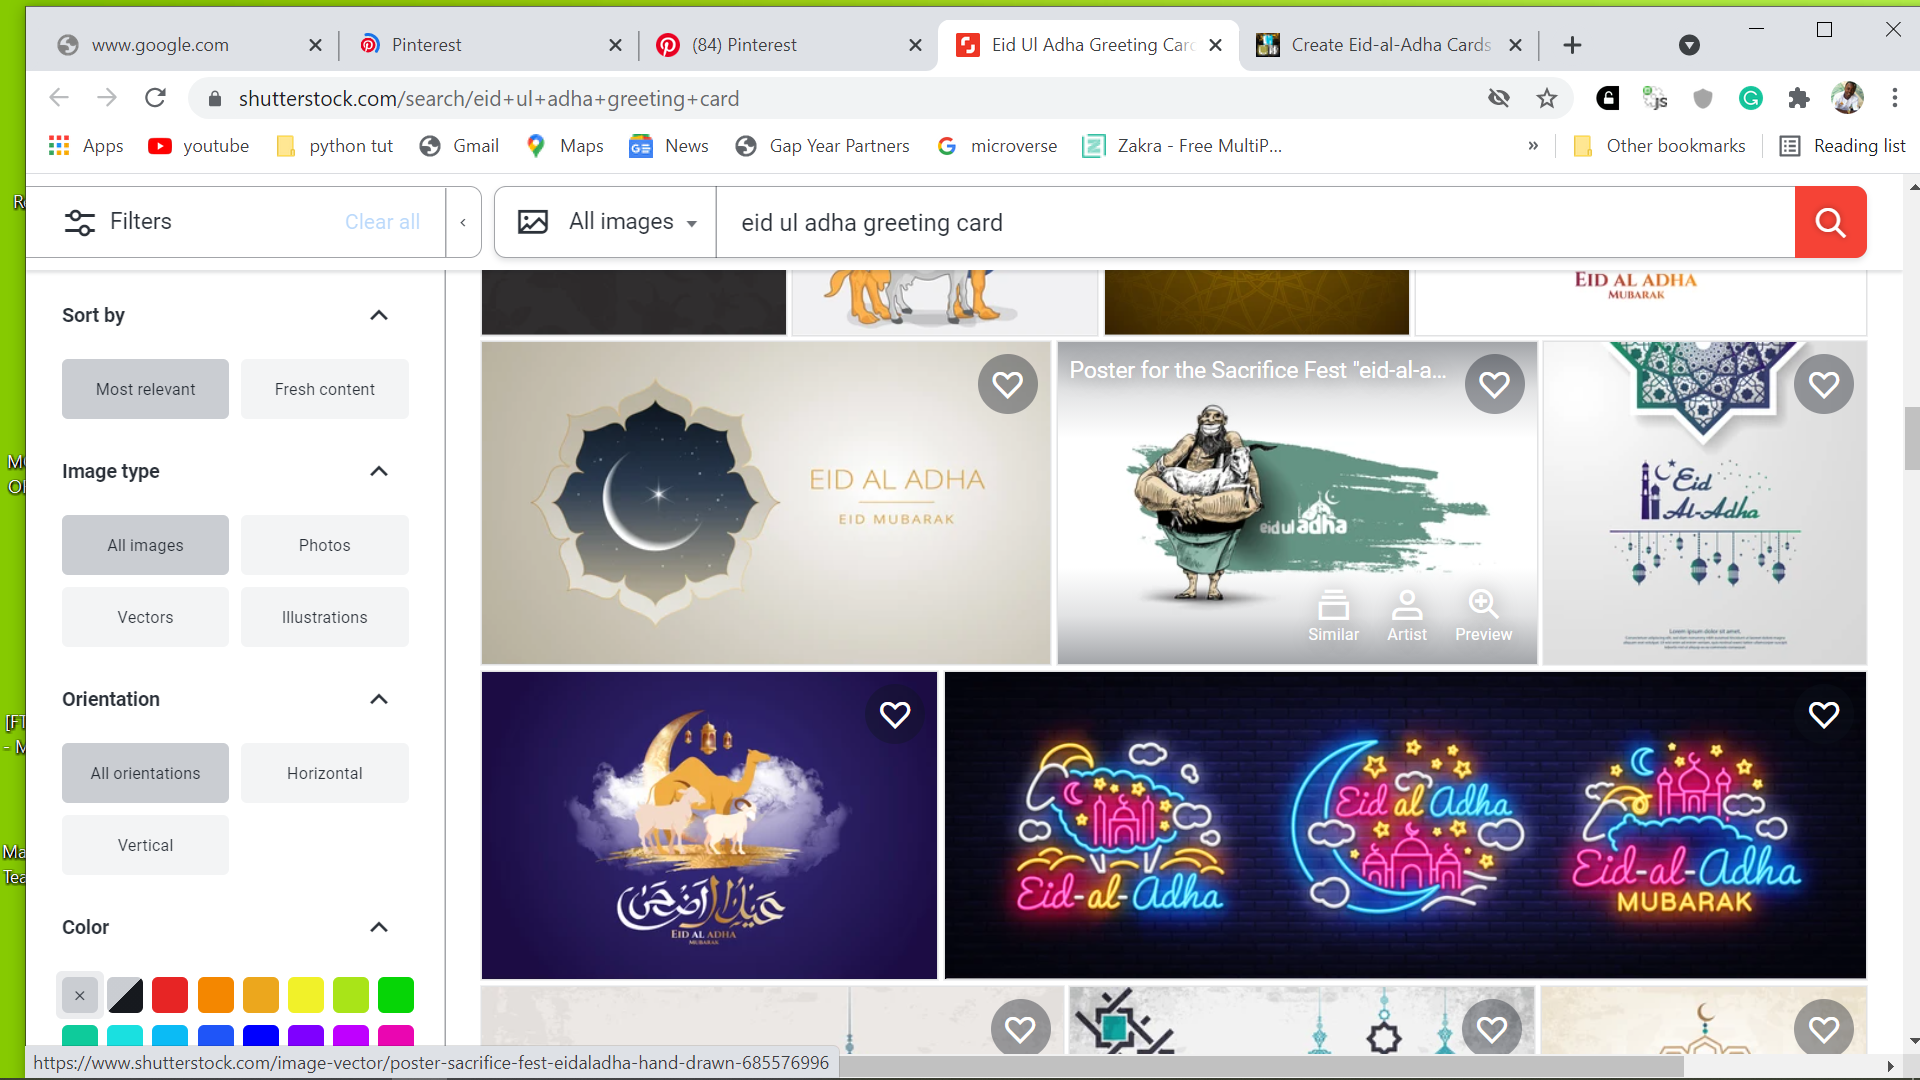 www.google.com
Pinterest
(84) Pinterest
Eid Ul Adha Greeting Car
Create Eid-al-Adha Cards
shutterstock.com/search/eid+ul+adha+greeting+card
Apps
youtube
python tut
Gmail
Maps
News
Gap Year Partners
microverse
Zakra - Free MultiP...
»
Other bookmarks
Reading list
Filters
Clear all
All images
eid ul adha greeting card
Sort by
Most relevant
Fresh content
Image type
All images
Photos
Vectors
Illustrations
Orientation
All orientations
Horizontal
Vertical
Color
EID AL ADHA
MUBARAK
EID AL ADHA
EID MUBARAK
Poster for the Sacrifice Fest "eid-al-a...
eid ul adha
Similar
Artist
Preview
Eid
Al-Adha
Lorem ipsum dolor sit amet.
عيد الأضحى
EID AL ADHA
MUBARAK
Eid-al-Adha
Eid al Adha
Eid-al-Adha
MUBARAK
https://www.shutterstock.com/image-vector/poster-sacrifice-fest-eidaladha-hand-drawn-685576996